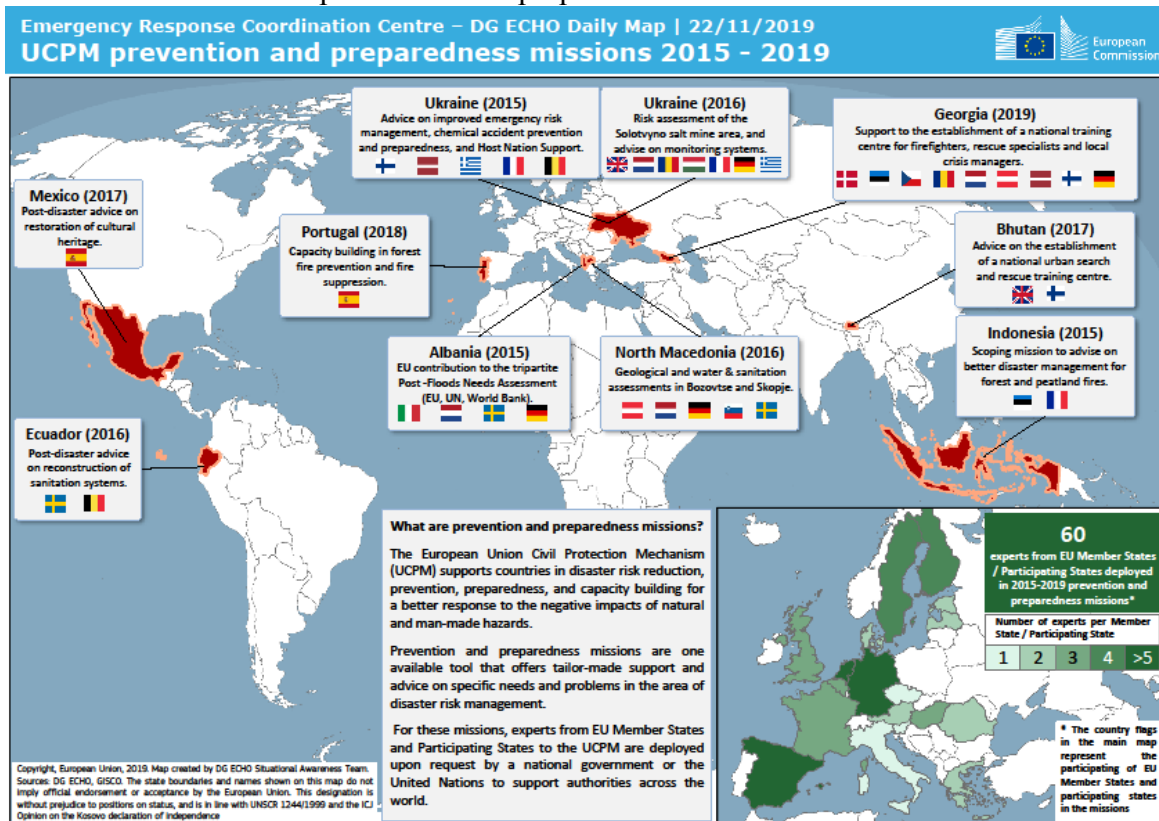 Emergency Response Coordination Centre – DG ECHO Daily Map | 22/11/2019
UCPM prevention and preparedness missions 2015 - 2019
European
Commission
Ukraine (2015)
Advice on improved emergency risk
management, chemical accident prevention
and preparedness, and Host Nation Support.
Ukraine (2016)
Risk assessment of the
Solotvyno salt mine area, and
advise on monitoring systems.
Georgia (2019)
Support to the establishment of a national training
centre for firefighters, rescue specialists and local
crisis managers.
Mexico (2017)
Post-disaster advice on
restoration of cultural
heritage.
Portugal (2018)
Capacity building in forest
fire prevention and fire
suppression.
Bhutan (2017)
Advice on the establishment
of a national urban search
and rescue training centre.
Albania (2015)
EU contribution to the tripartite
Post -Floods Needs Assessment
(EU, UN, World Bank).
North Macedonia (2016)
Geological and water & sanitation
assessments in Bozovtse and Skopje.
Indonesia (2015)
Scoping mission to advise on
better disaster management for
forest and peatland fires.
Ecuador (2016)
Post-disaster advice
on reconstruction of
sanitation systems.
What are prevention and preparedness missions?
The European Union Civil Protection Mechanism
(UCPM) supports countries in disaster risk reduction,
prevention, preparedness, and capacity building for
a better response to the negative impacts of natural
and man-made hazards.
Prevention and preparedness missions are one
available tool that offers tailor-made support and
advice on specific needs and problems in the area of
disaster risk management.
For these missions, experts from EU Member States
and Participating States to the UCPM are deployed
upon request by a national government or the
United Nations to support authorities across the
world.
60
experts from EU Member States
/ Participating States deployed
in 2015-2019 prevention and
preparedness missions*
Number of experts per Member
State / Participating State
1 2 3 4 >5
* The country flags
in the main map
represent the
participating of EU
Member States and
participating states
in the missions
Copyright, European Union, 2019. Map created by DG ECHO Situational Awareness Team.
Sources: DG ECHO, GISCO. The state boundaries and names shown on this map do not
imply official endorsement or acceptance by the European Union. This designation is
without prejudice to positions on status, and is in line with UNSCR 1244/1999 and the ICJ
Opinion on the Kosovo declaration of independence